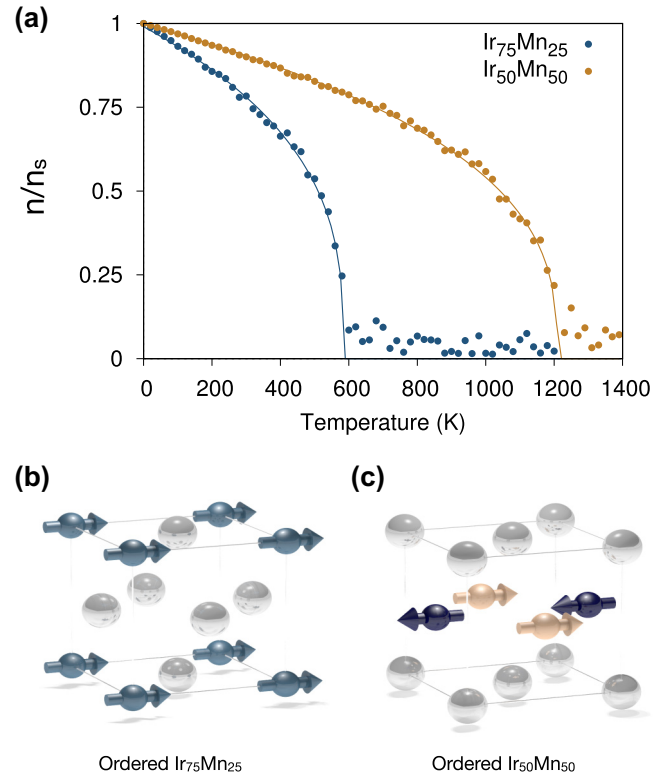 (a)
Ir75Mn25
Ir50Mn50
1
0.75
0.5
0.25
0
n/ns
0 200 400 600 800 1000 1200 1400
Temperature (K)
(b) (c)
Ordered Ir75Mn25 Ordered Ir50Mn50